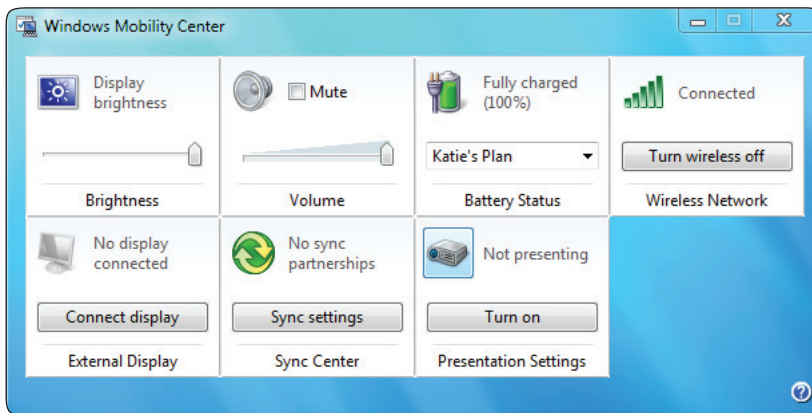 Windows Mobility Center
Display
brightness
Brightness
Mute
Volume
Fully charged
(100%)
Katie's Plan
Battery Status
Connected
Turn wireless off
Wireless Network
No display
connected
Connect display
External Display
No sync
partnerships
Sync settings
Sync Center
Not presenting
Turn on
Presentation Settings